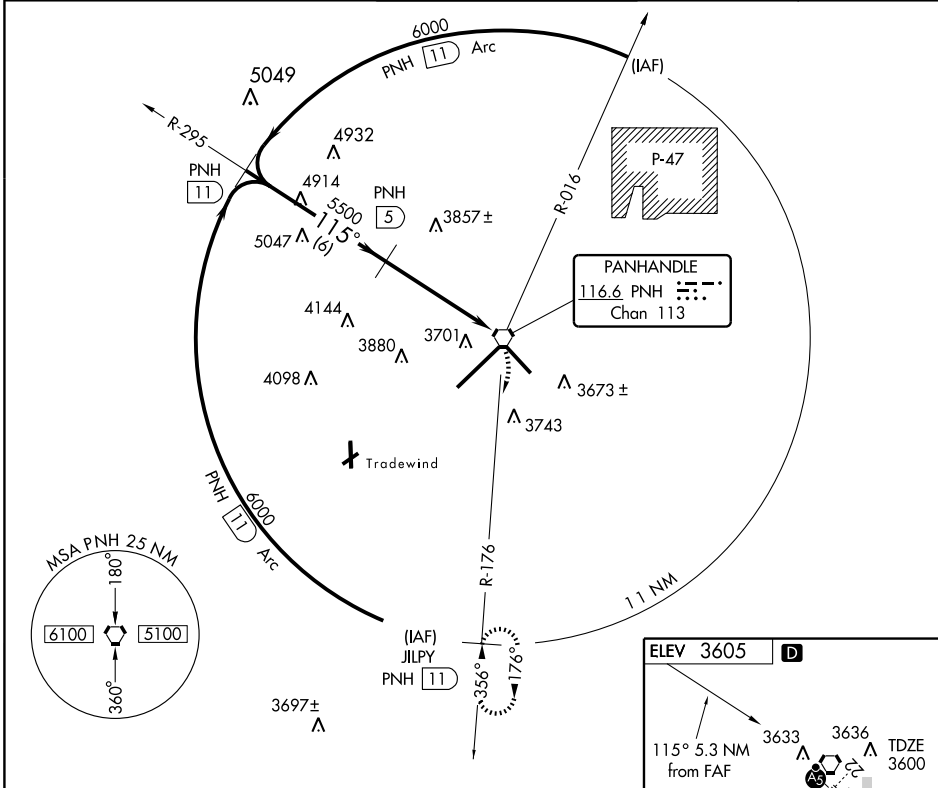 6000
PNH 11 Arc
(IAF)
5049
R-295
4932
P-47
PNH
11
4914
PNH
5
R-016
5500
115°
(6)
3857 ±
5047
PANHANDLE
116.6 PNH
Chan 113
4144
3701
3880
4098
3673 ±
3743
Tradewind
PNH 11 Arc
6000
R-176
11 NM
MSA PNH 25 NM
180°
6100
5100
360°
(IAF)
JILPY
PNH 11
356°
176°
3697±
ELEV 3605
D
115° 5.3 NM
from FAF
3633
3636
TDZE
3600
A5
22